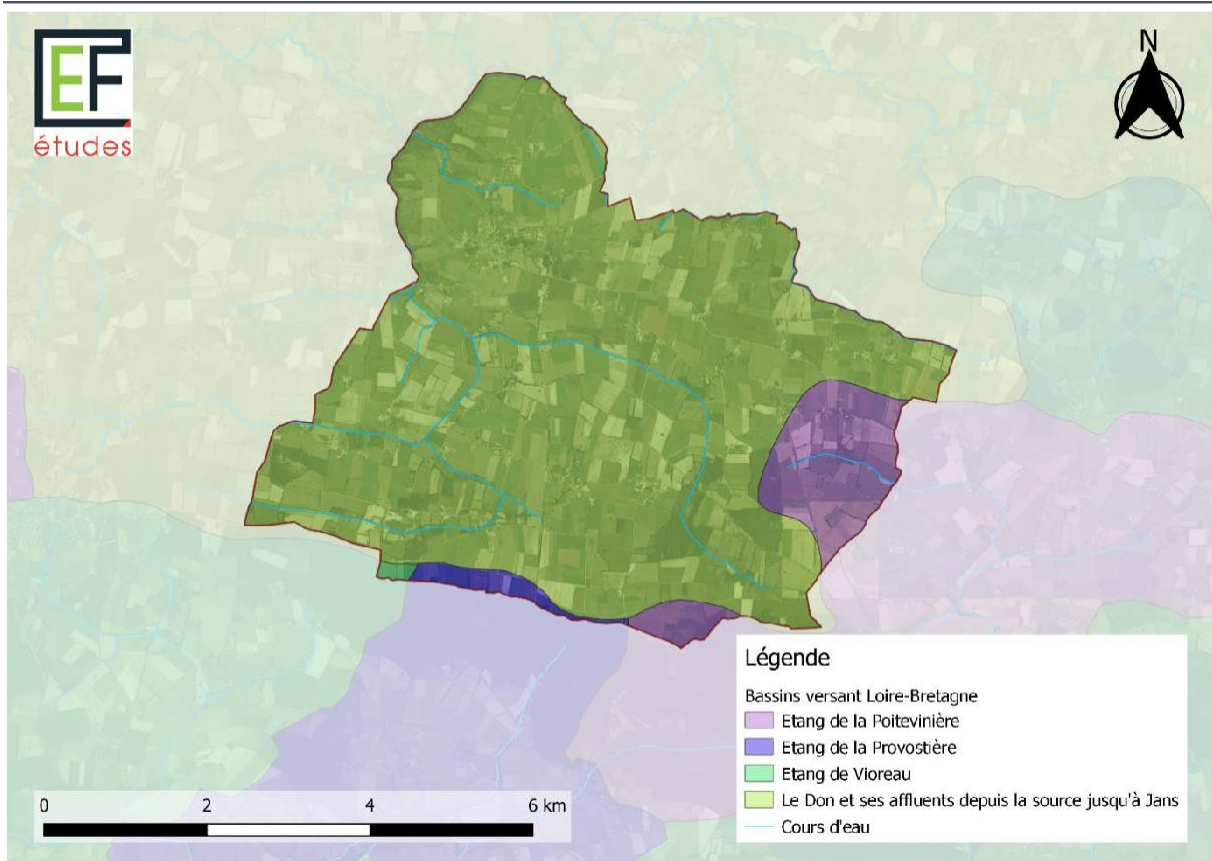 EF
études
N
Légende
Bassins versant Loire-Bretagne
Etang de la Poitevinière
Etang de la Provostière
Etang de Vioreau
Le Don et ses affluents depuis la source jusqu'à Jans
Cours d'eau
0 2 4 6 km